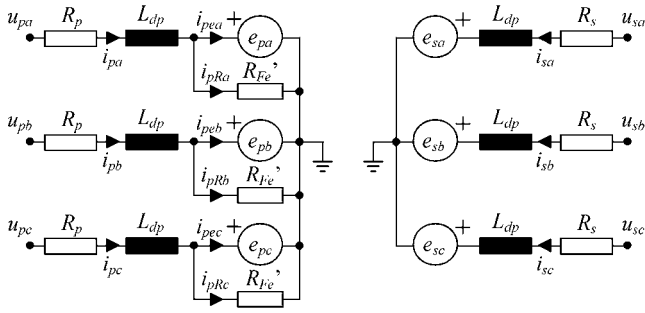 u_pa R_p L_dp i_pea + e_pa e_sa + L_dp R_s u_sa
i_pa i_pRa R_Fe’ i_sa
u_pb R_p L_dp i_peb + e_pb e_sb + L_dp R_s u_sb
i_pb i_pRb R_Fe’ i_sb
u_pc R_p L_dp i_pec + e_pc e_sc + L_dp R_s u_sc
i_pc i_pRc R_Fe’ i_sc